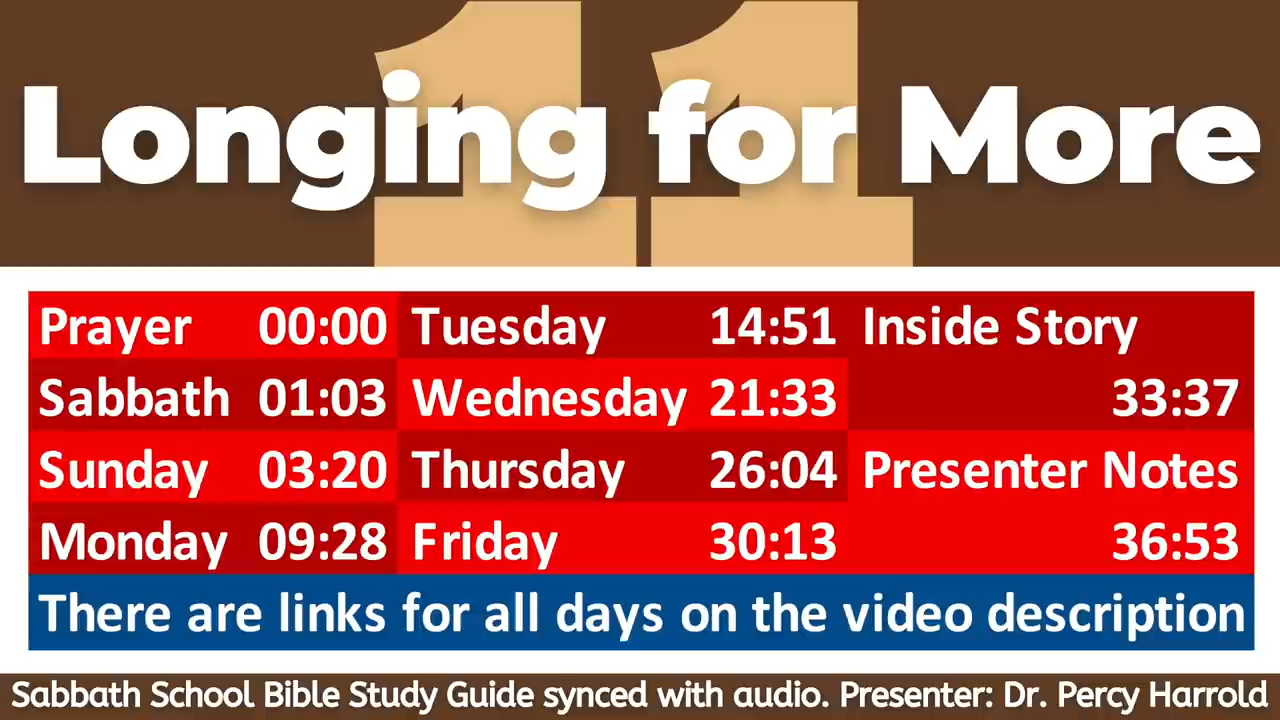 11
Longing for More
Prayer 00:00 Tuesday 14:51 Inside Story
Sabbath 01:03 Wednesday 21:33 33:37
Sunday 03:20 Thursday 26:04 Presenter Notes
Monday 09:28 Friday 30:13 36:53
There are links for all days on the video description
Sabbath School Bible Study Guide synced with audio. Presenter: Dr. Percy Harrold